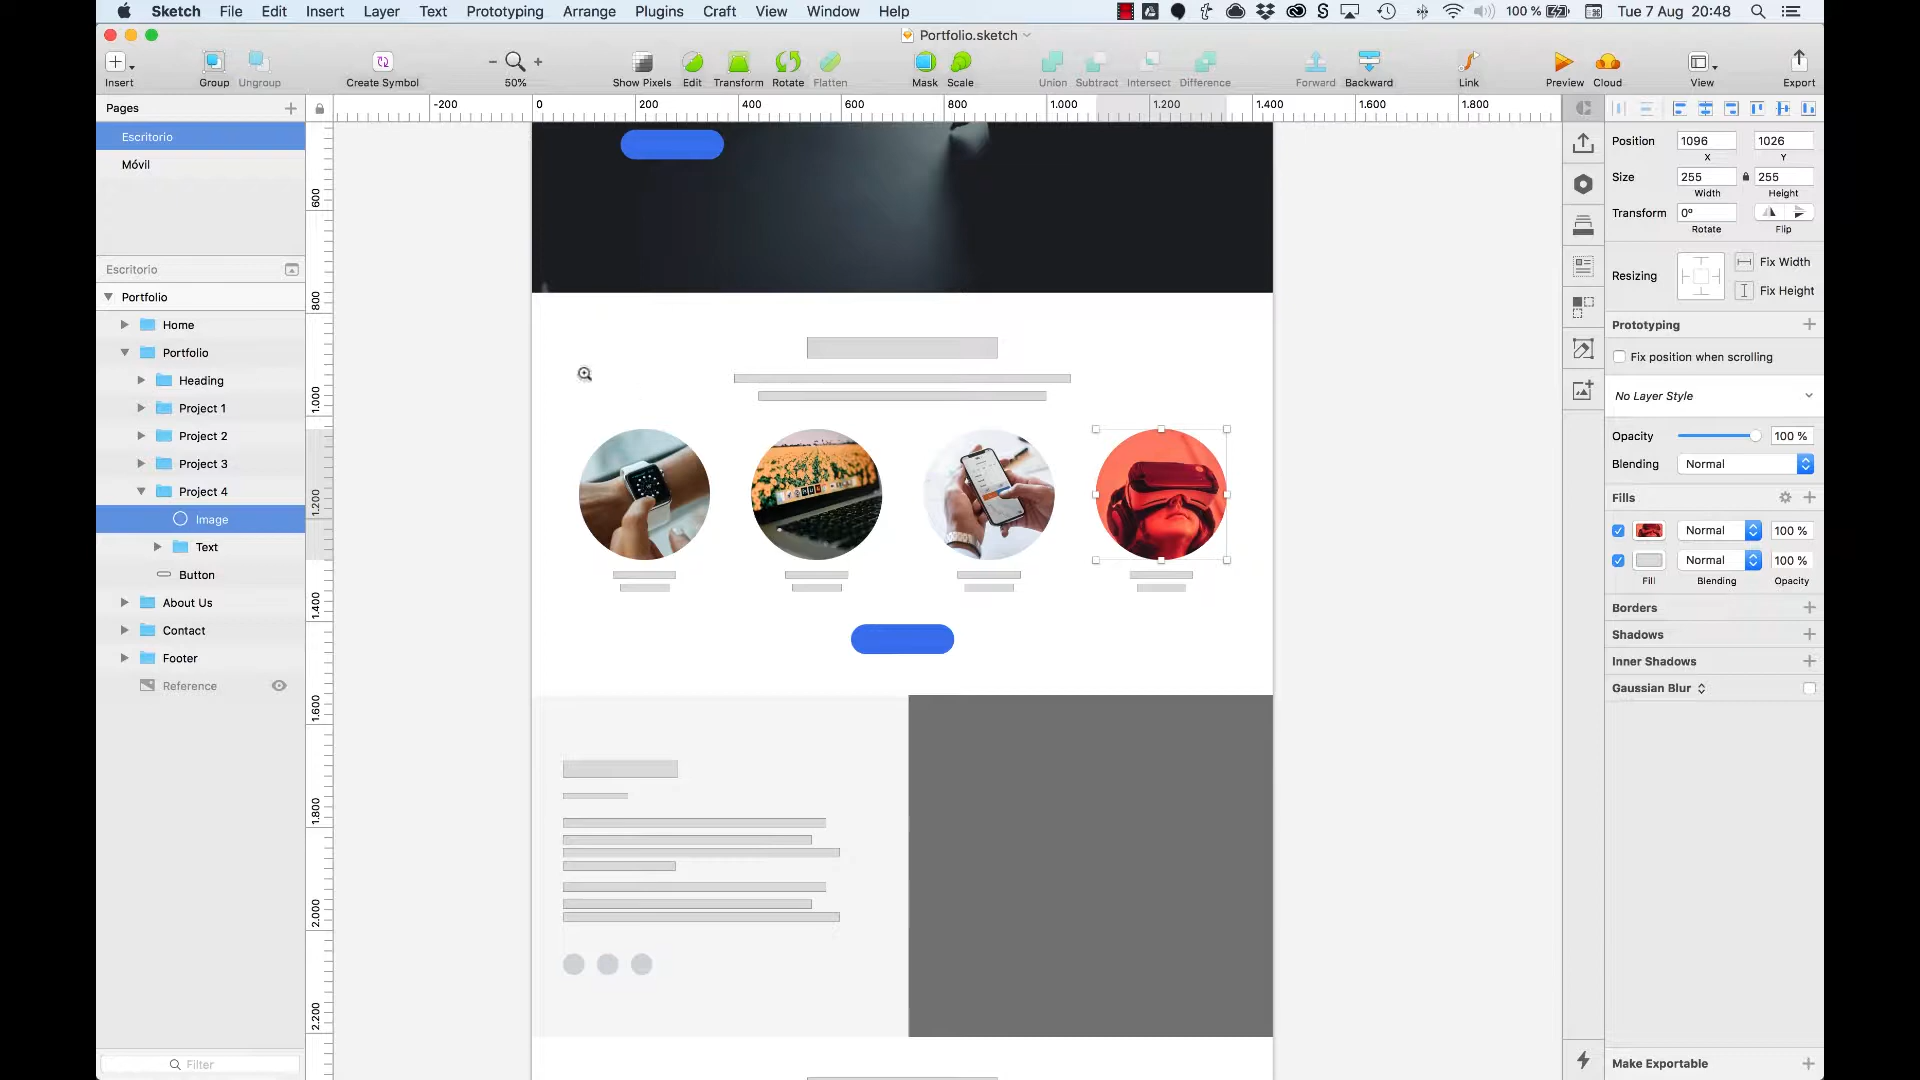 Sketch File Edit Insert Layer Text Prototyping Arrange Plugins Craft View Window Help 100 % Tue 7 Aug 20:48
Portfolio.sketch
Insert Group Ungroup Create Symbol 50% Show Pixels Edit Transform Rotate Flatten Mask Scale Union Subtract Intersect Difference Forward Backward Link Preview Cloud View Export
Pages
Escritorio
Móvil
Escritorio
Portfolio
Home
Portfolio
Heading
Project 1
Project 2
Project 3
Project 4
Image
Text
Button
About Us
Contact
Footer
Reference
Filter
-200 0 200 400 600 800 1.000 1.200 1.400 1.600 1.800
600
800
1.000
1.200
1.400
1.600
1.800
2.000
2.200
Position 1096 1026
X Y
Size 255 255
Width Height
Transform 0°
Rotate Flip
Resizing Fix Width
Fix Height
Prototyping
Fix position when scrolling
No Layer Style
Opacity 100 %
Blending Normal
Fills
Normal 100 %
Normal 100 %
Fill Blending Opacity
Borders
Shadows
Inner Shadows
Gaussian Blur
Make Exportable